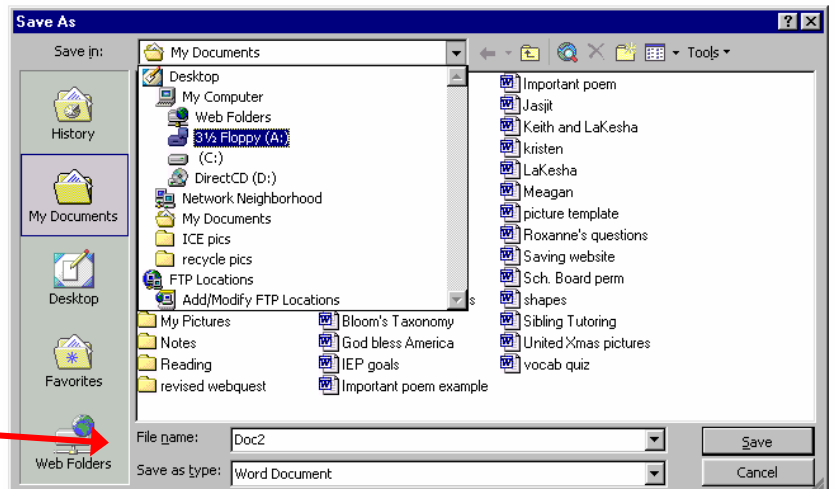 Save As
Save in:
My Documents
Tools
History
My Documents
Desktop
Favorites
Web Folders
Desktop
My Computer
Web Folders
3½ Floppy (A:)
(C:)
DirectCD (D:)
Network Neighborhood
My Documents
ICE pics
recycle pics
FTP Locations
Add/Modify FTP Locations
My Pictures
Notes
Reading
revised webquest
s
Bloom's Taxonomy
God bless America
IEP goals
Important poem example
Important poem
Jasjit
Keith and LaKesha
kristen
LaKesha
Meagan
picture template
Roxanne's questions
Saving website
Sch. Board perm
shapes
Sibling Tutoring
United Xmas pictures
vocab quiz
File name:
Doc2
Save
Save as type:
Word Document
Cancel